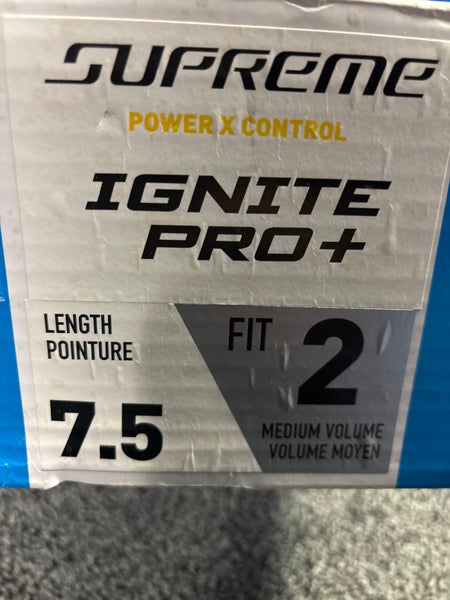 SUPREME
POWER X CONTROL
IGNITE
PRO+
LENGTH
POINTURE
7.5
FIT 2
MEDIUM VOLUME
VOLUME MOYEN